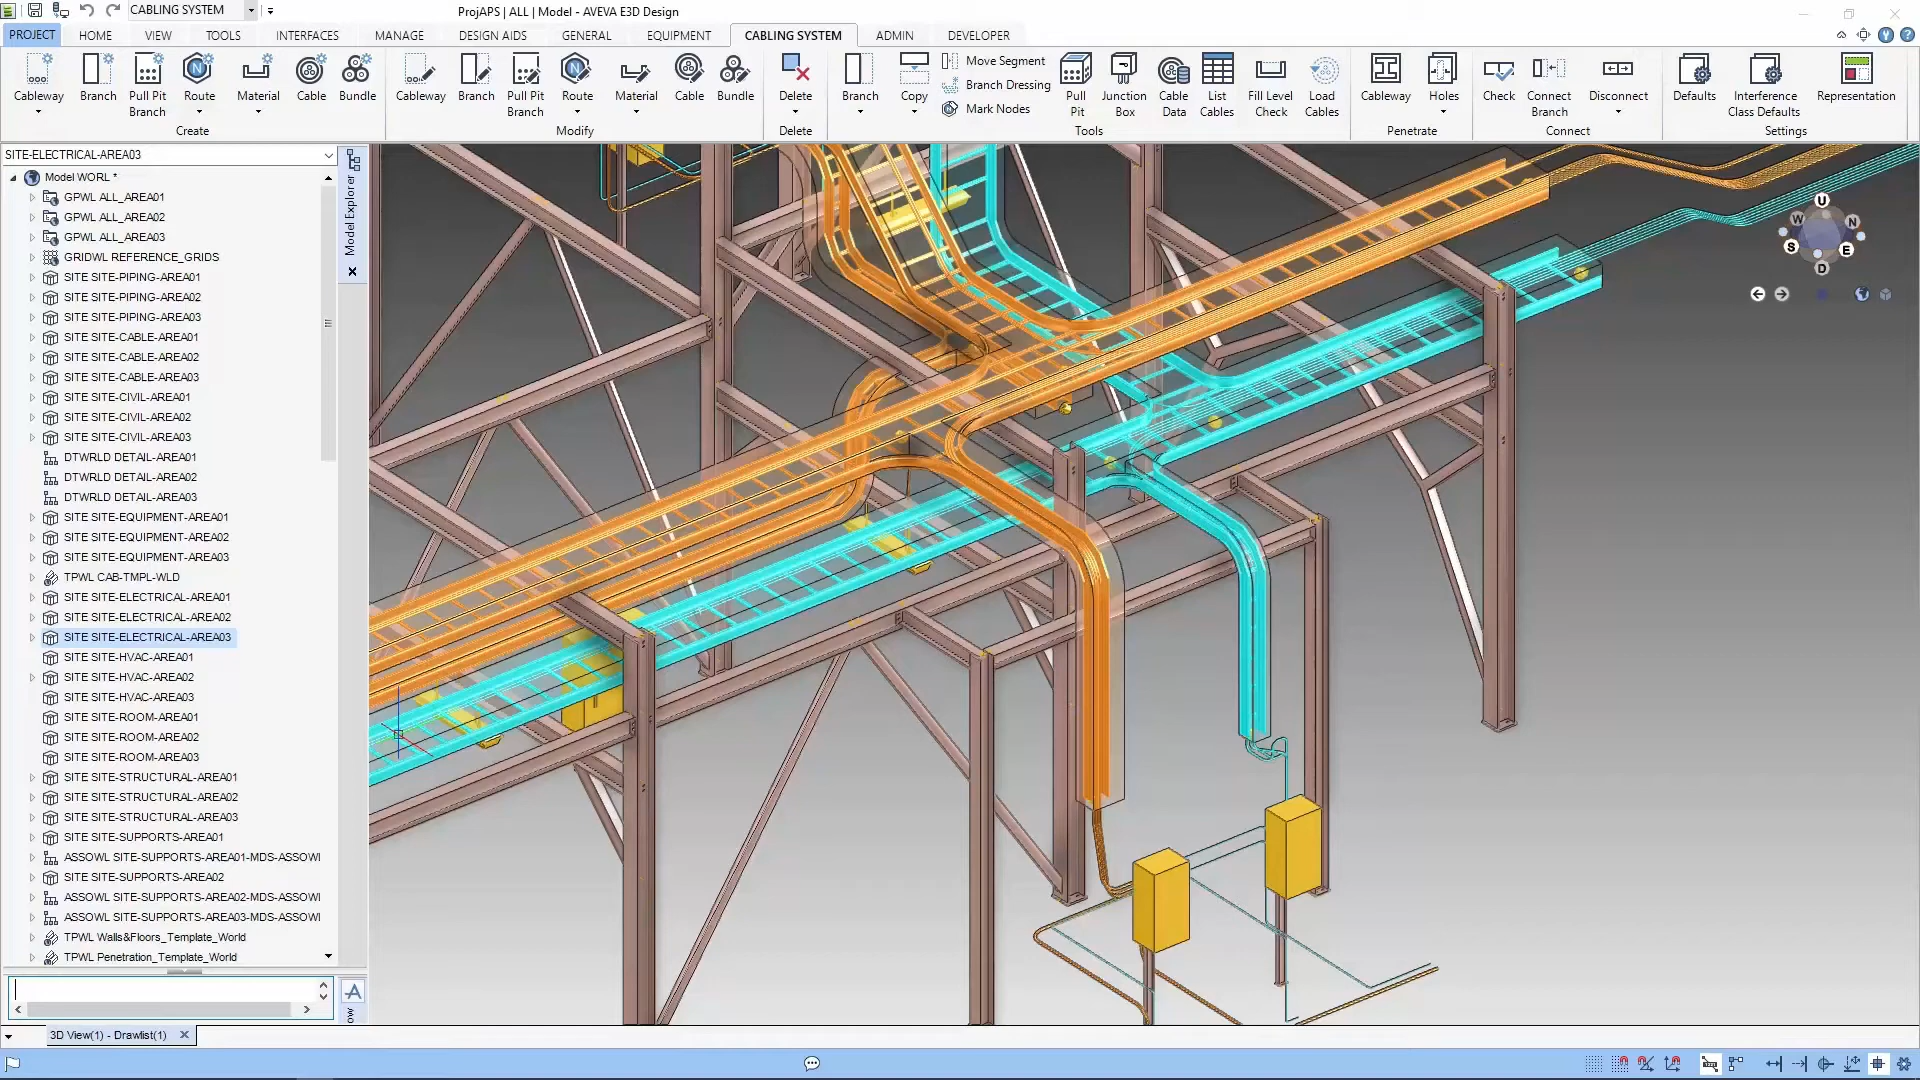 CABLING SYSTEM
ProjAPS | ALL | Model - AVEVA E3D Design
PROJECT HOME VIEW TOOLS INTERFACES MANAGE DESIGN AIDS GENERAL EQUIPMENT CABLING SYSTEM ADMIN DEVELOPER
Cableway Branch Pull Pit Branch Route Material Cable Bundle
Create
Cableway Branch Pull Pit Branch Route Material Cable Bundle
Modify
Delete
Delete
Branch Copy
Move Segment
Branch Dressing
Mark Nodes
Pull Pit Junction Box Cable Data List Cables Fill Level Check Load Cables
Tools
Cableway Holes
Penetrate
Check Connect Branch Disconnect
Connect
Defaults Interference Class Defaults Representation
Settings
SITE-ELECTRICAL-AREA03
Model WORL *
GPWL ALL_AREA01
GPWL ALL_AREA02
GPWL ALL_AREA03
GRIDWL REFERENCE_GRIDS
SITE SITE-PIPING-AREA01
SITE SITE-PIPING-AREA02
SITE SITE-PIPING-AREA03
SITE SITE-CABLE-AREA01
SITE SITE-CABLE-AREA02
SITE SITE-CABLE-AREA03
SITE SITE-CIVIL-AREA01
SITE SITE-CIVIL-AREA02
SITE SITE-CIVIL-AREA03
DTWRLD DETAIL-AREA01
DTWRLD DETAIL-AREA02
DTWRLD DETAIL-AREA03
SITE SITE-EQUIPMENT-AREA01
SITE SITE-EQUIPMENT-AREA02
SITE SITE-EQUIPMENT-AREA03
TPWL CAB-TMPL-WLD
SITE SITE-ELECTRICAL-AREA01
SITE SITE-ELECTRICAL-AREA02
SITE SITE-ELECTRICAL-AREA03
SITE SITE-HVAC-AREA01
SITE SITE-HVAC-AREA02
SITE SITE-HVAC-AREA03
SITE SITE-ROOM-AREA01
SITE SITE-ROOM-AREA02
SITE SITE-ROOM-AREA03
SITE SITE-STRUCTURAL-AREA01
SITE SITE-STRUCTURAL-AREA02
SITE SITE-STRUCTURAL-AREA03
SITE SITE-SUPPORTS-AREA01
ASSOWL SITE-SUPPORTS-AREA01-MDS-ASSOWI
SITE SITE-SUPPORTS-AREA02
ASSOWL SITE-SUPPORTS-AREA02-MDS-ASSOWI
ASSOWL SITE-SUPPORTS-AREA03-MDS-ASSOWI
TPWL Walls&Floors_Template_World
TPWL Penetration_Template_World
Model Explorer
U
W N
S E
D
3D View(1) - Drawlist(1)